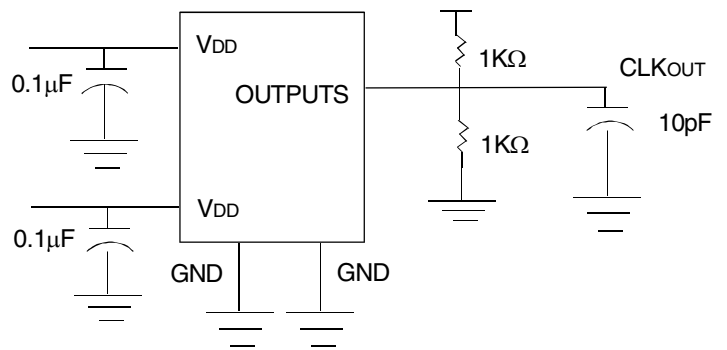 VDD
1KΩ
CLKOUT
0.1μF
OUTPUTS
10pF
1KΩ
VDD
0.1μF
GND
GND